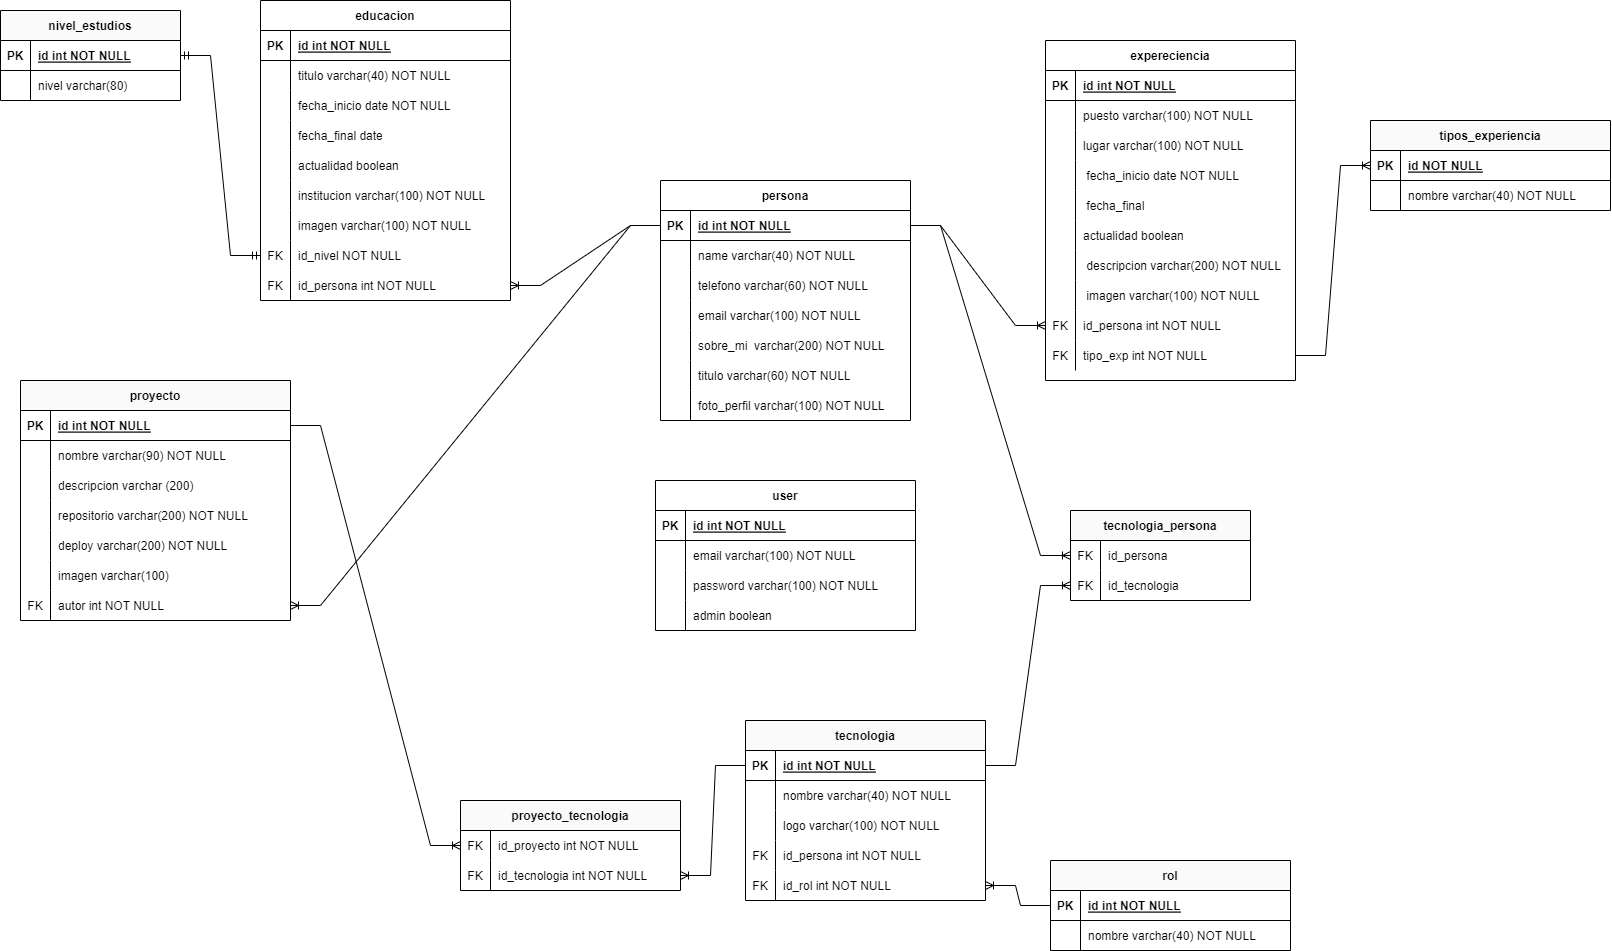 nivel_estudios
PK id int NOT NULL
nivel varchar(80)
educacion
PK id int NOT NULL
titulo varchar(40) NOT NULL
fecha_inicio date NOT NULL
fecha_final date
actualidad boolean
institucion varchar(100) NOT NULL
imagen varchar(100) NOT NULL
FK id_nivel NOT NULL
FK id_persona int NOT NULL
persona
PK id int NOT NULL
name varchar(40) NOT NULL
telefono varchar(60) NOT NULL
email varchar(100) NOT NULL
sobre_mi varchar(200) NOT NULL
titulo varchar(60) NOT NULL
foto_perfil varchar(100) NOT NULL
expereciencia
PK id int NOT NULL
puesto varchar(100) NOT NULL
lugar varchar(100) NOT NULL
fecha_inicio date NOT NULL
fecha_final
actualidad boolean
descripcion varchar(200) NOT NULL
imagen varchar(100) NOT NULL
FK id_persona int NOT NULL
FK tipo_exp int NOT NULL
tipos_experiencia
PK id NOT NULL
nombre varchar(40) NOT NULL
proyecto
PK id int NOT NULL
nombre varchar(90) NOT NULL
descripcion varchar (200)
repositorio varchar(200) NOT NULL
deploy varchar(200) NOT NULL
imagen varchar(100)
FK autor int NOT NULL
user
PK id int NOT NULL
email varchar(100) NOT NULL
password varchar(100) NOT NULL
admin boolean
tecnologia_persona
FK id_persona
FK id_tecnologia
tecnologia
PK id int NOT NULL
nombre varchar(40) NOT NULL
logo varchar(100) NOT NULL
FK id_persona int NOT NULL
FK id_rol int NOT NULL
proyecto_tecnologia
FK id_proyecto int NOT NULL
FK id_tecnologia int NOT NULL
rol
PK id int NOT NULL
nombre varchar(40) NOT NULL